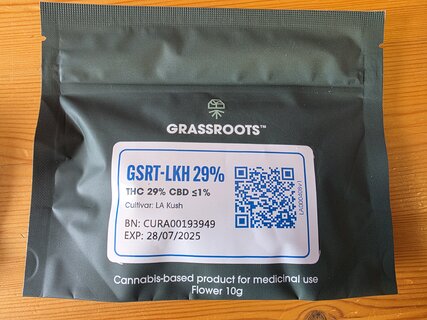 GRASSROOTS™
GSRT-LKH 29%
THC 29% CBD ≤1%
Cultivar: LA Kush
BN: CURA00193949
EXP: 28/07/2025
Cannabis-based product for medicinal use
Flower 10g